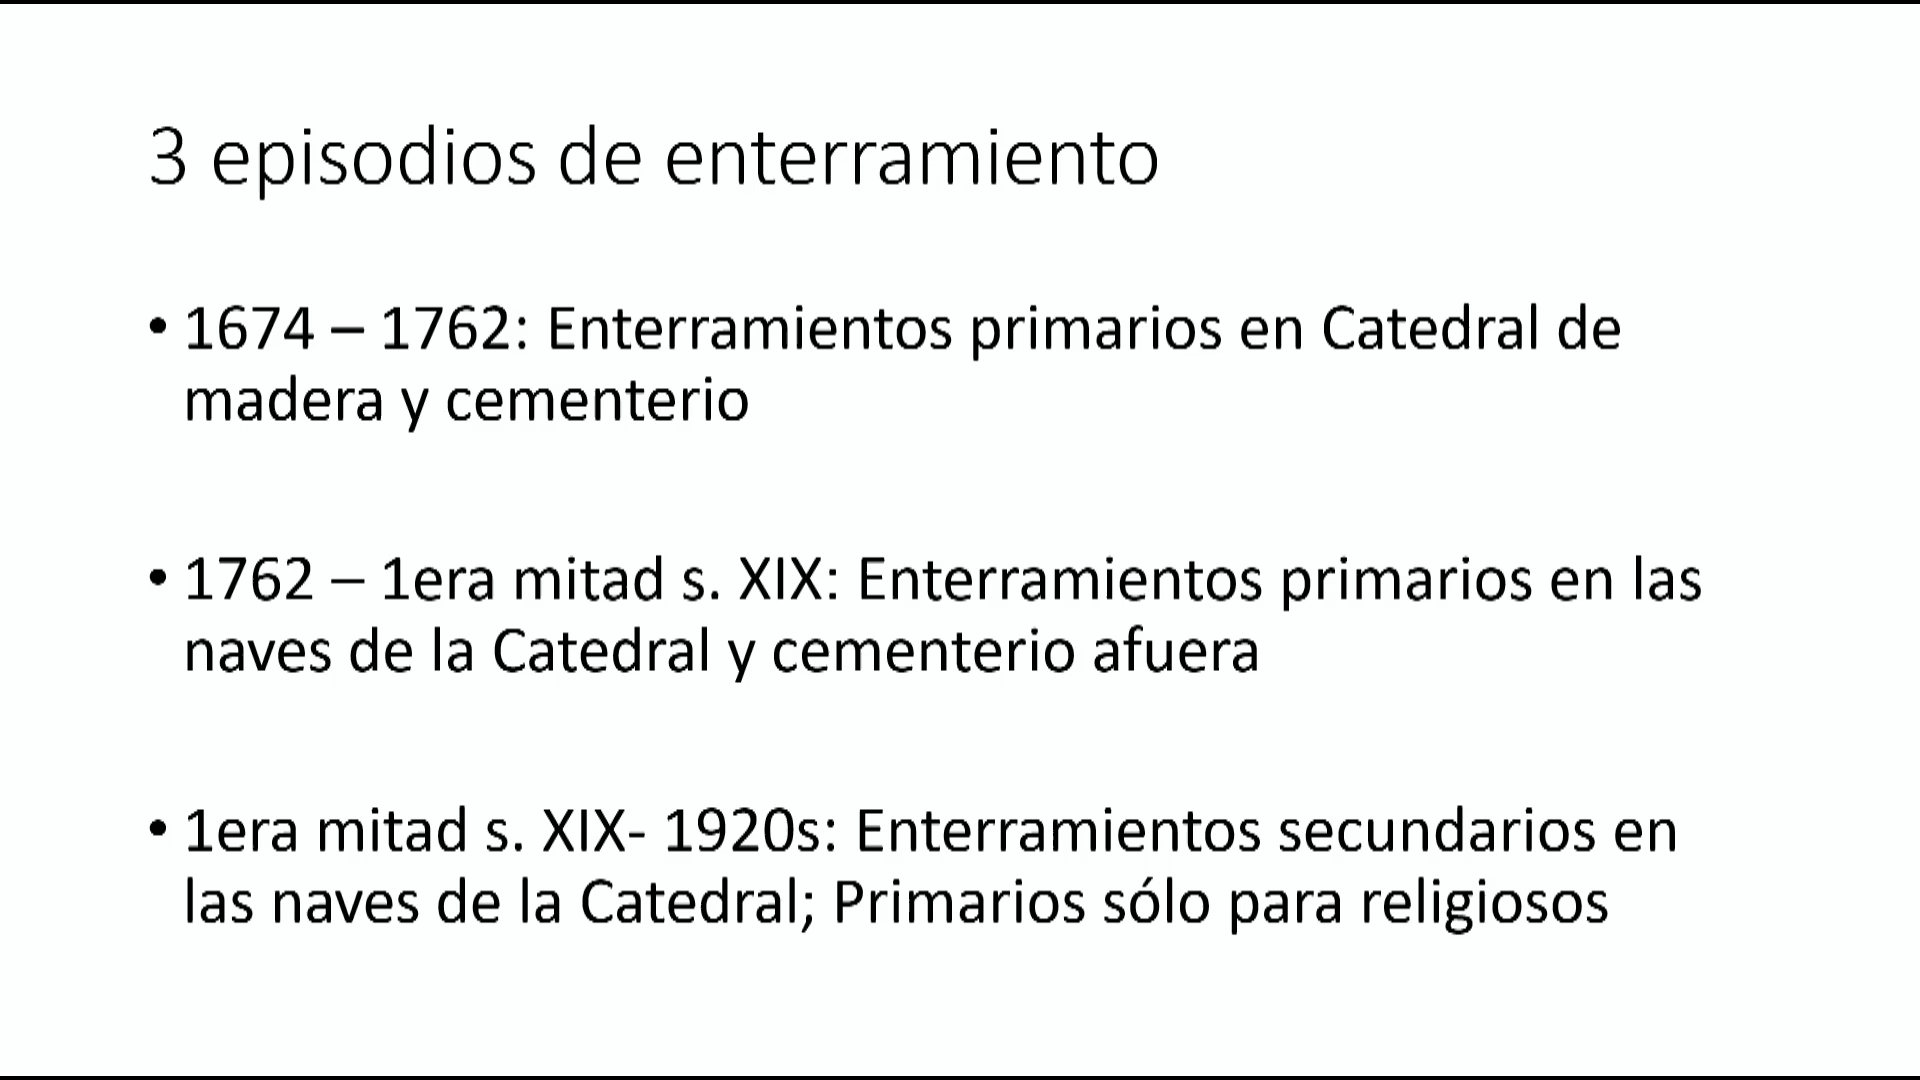 3 episodios de enterramiento
• 1674 – 1762: Enterramientos primarios en Catedral de
madera y cementerio
• 1762 – 1era mitad s. XIX: Enterramientos primarios en las
naves de la Catedral y cementerio afuera
• 1era mitad s. XIX- 1920s: Enterramientos secundarios en
las naves de la Catedral; Primarios sólo para religiosos